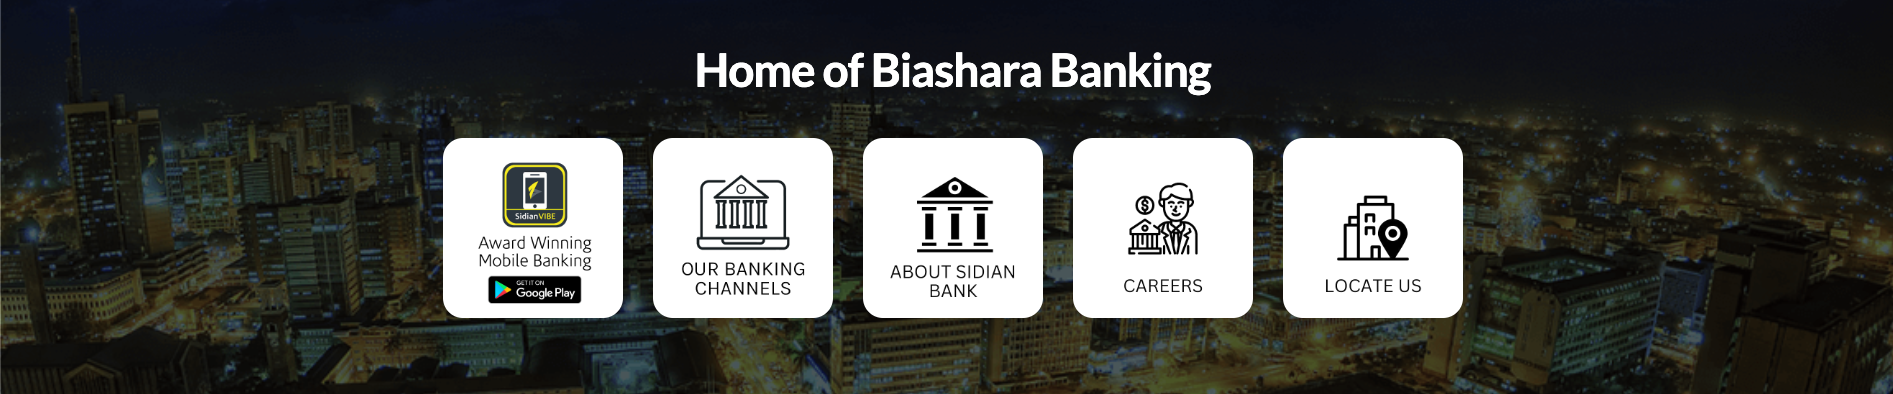 Home of Biashara Banking
SidianVIBE
Award Winning
Mobile Banking
GET IT ON
Google Play
OUR BANKING
CHANNELS
ABOUT SIDIAN
BANK
CAREERS
LOCATE US